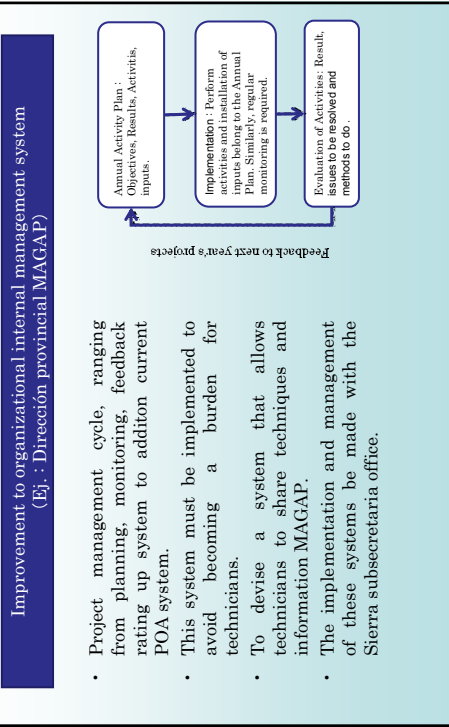 Improvement to organizational internal management system
(Ej. : Dirección provincial MAGAP)
• Project management cycle, ranging
from planning, monitoring, feedback
rating up system to additon current
POA system.
• This system must be implemented to
avoid becoming a burden for
technicians.
• To devise a system that allows
technicians to share techniques and
information MAGAP.
• The implementation and management
of these systems be made with the
Sierra subsecretaria office.
Annual Activity Plan :
Objectives, Results, Activitis,
inputs.
Implementation : Perform
activities and installation of
inputs belong to the Annual
Plan. Similarly, regular
monitoring is required.
Evaluation of Activities: Result,
issues to be resolved and
methods to do .
Feedback to next year's projects